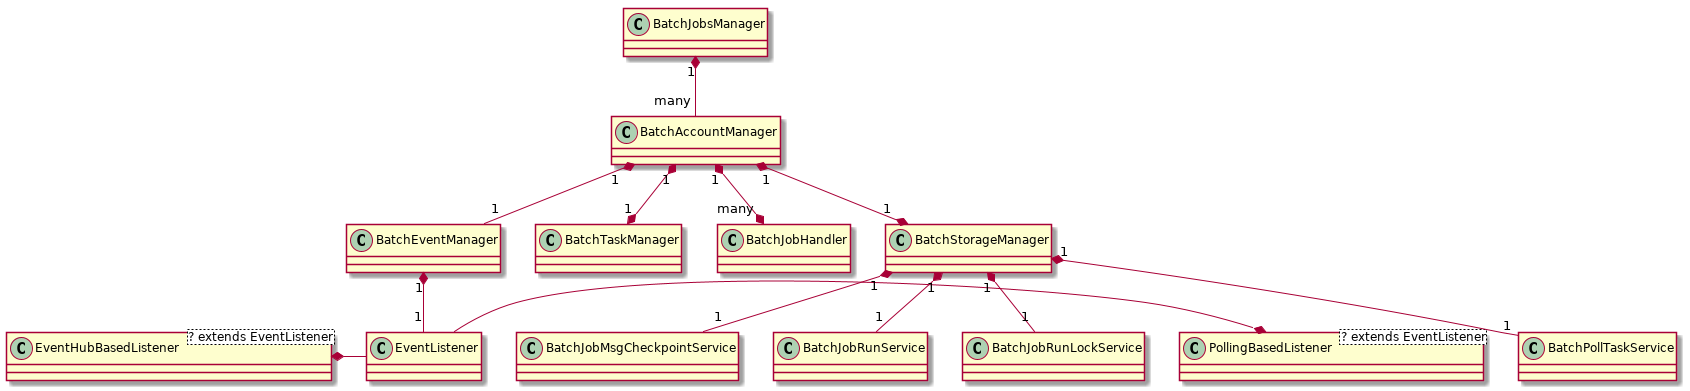 C BatchJobsManager
1
many
C BatchAccountManager
1 1 1 1
1 1 many 1
C BatchEventManager
C BatchTaskManager
C BatchJobHandler
C BatchStorageManager
1
1 1 1 1
1 1 1 1 1
C EventHubBasedListener
? extends EventListener
C EventListener
C BatchJobMsgCheckpointService
C BatchJobRunService
C BatchJobRunLockService
C PollingBasedListener
? extends EventListener
C BatchPollTaskService